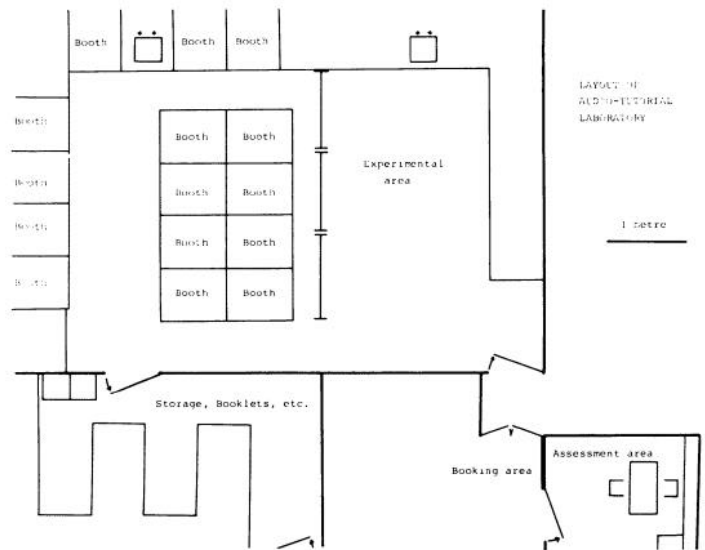 Booth Booth Booth
LAYOUT OF
AUDIO-TUTORIAL
LABORATORY
Booth
Booth Booth
Experimental
area
Booth
Booth Booth
Booth
1 metre
Booth Booth
Booth
Booth Booth
Storage, Booklets, etc.
Assessment area
Booking area